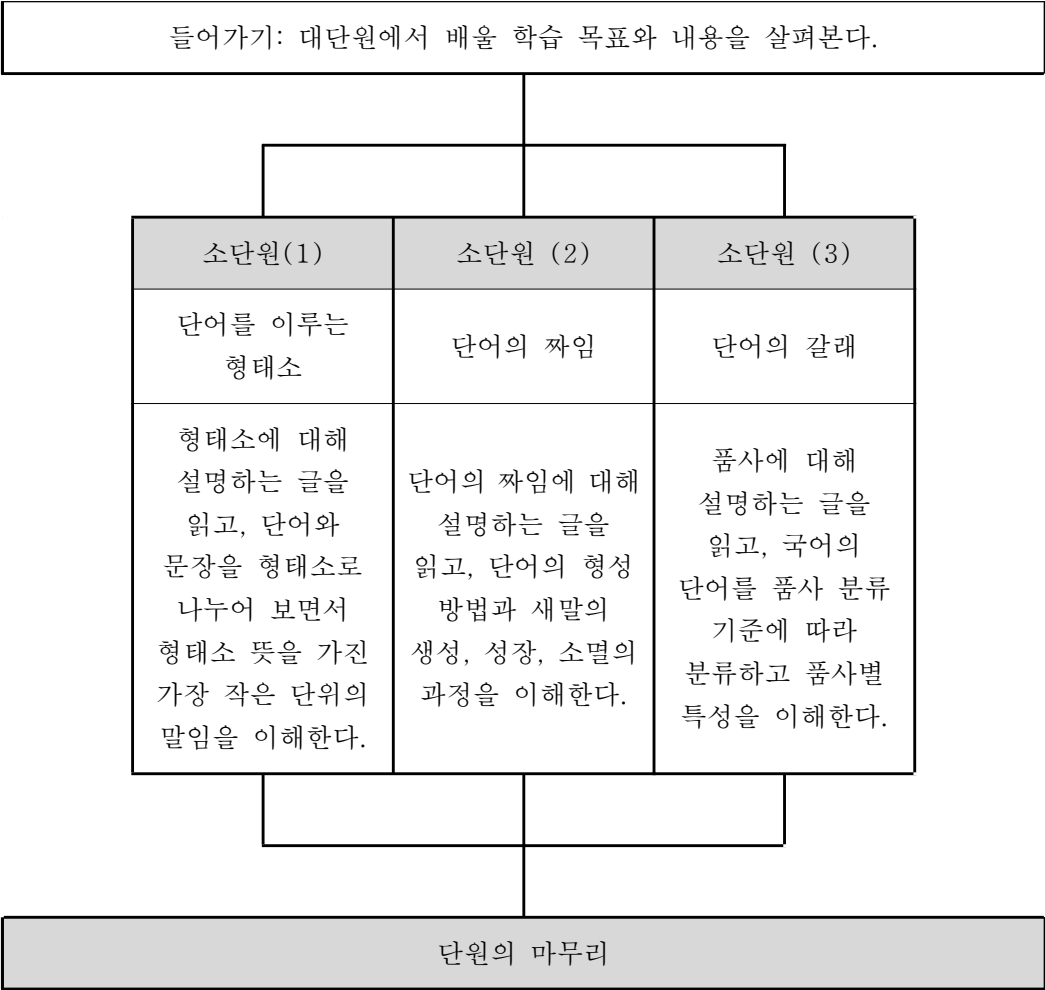 들어가기: 대단원에서 배울 학습 목표와 내용을 살펴본다.
소단원(1)
소단원 (2)
소단원 (3)
단어를 이루는
형태소
단어의 짜임
단어의 갈래
형태소에 대해
설명하는 글을
읽고, 단어와
문장을 형태소로
나누어 보면서
형태소 뜻을 가진
가장 작은 단위의
말임을 이해한다.
단어의 짜임에 대해
설명하는 글을
읽고, 단어의 형성
방법과 새말의
생성, 성장, 소멸의
과정을 이해한다.
품사에 대해
설명하는 글을
읽고, 국어의
단어를 품사 분류
기준에 따라
분류하고 품사별
특성을 이해한다.
단원의 마무리